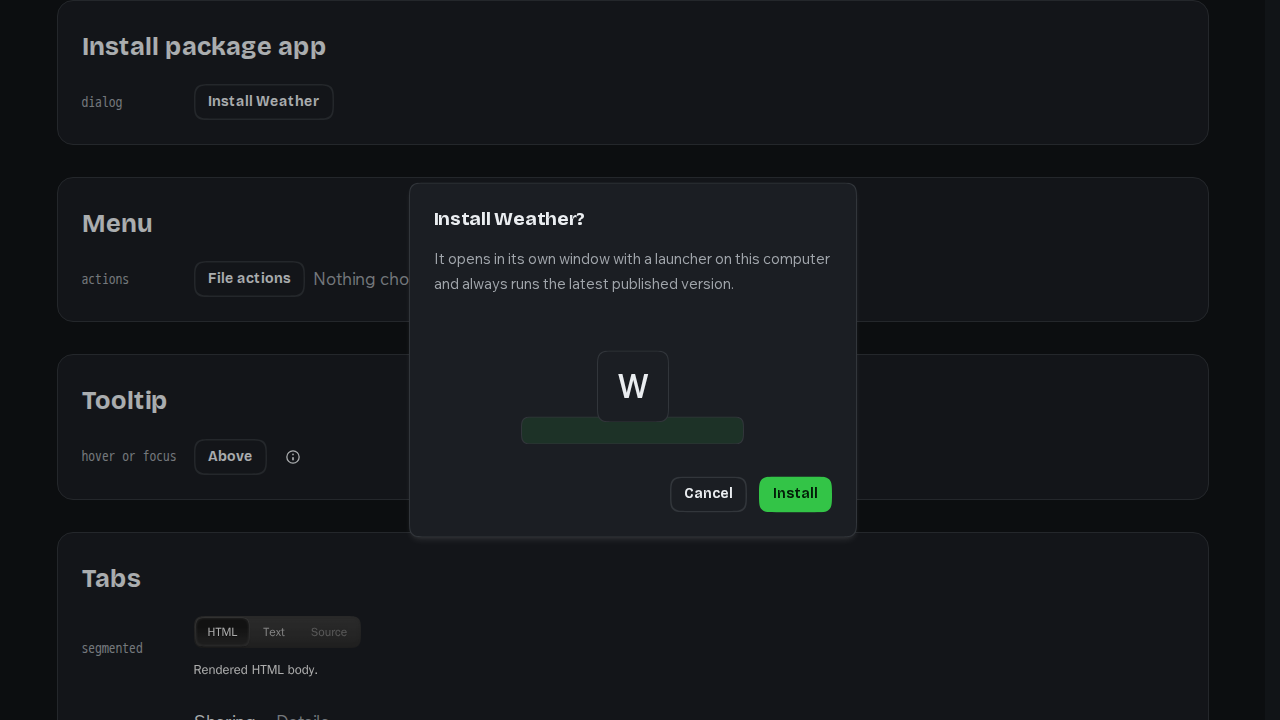 Install package app
dialog
Install Weather
Menu
actions
File actions
Nothing cho
Install Weather?
It opens in its own window with a launcher on this computer
and always runs the latest published version.
W
Cancel
Install
Tooltip
hover or focus
Above
Tabs
segmented
HTML
Text
Source
Rendered HTML body.
Sharing
Details